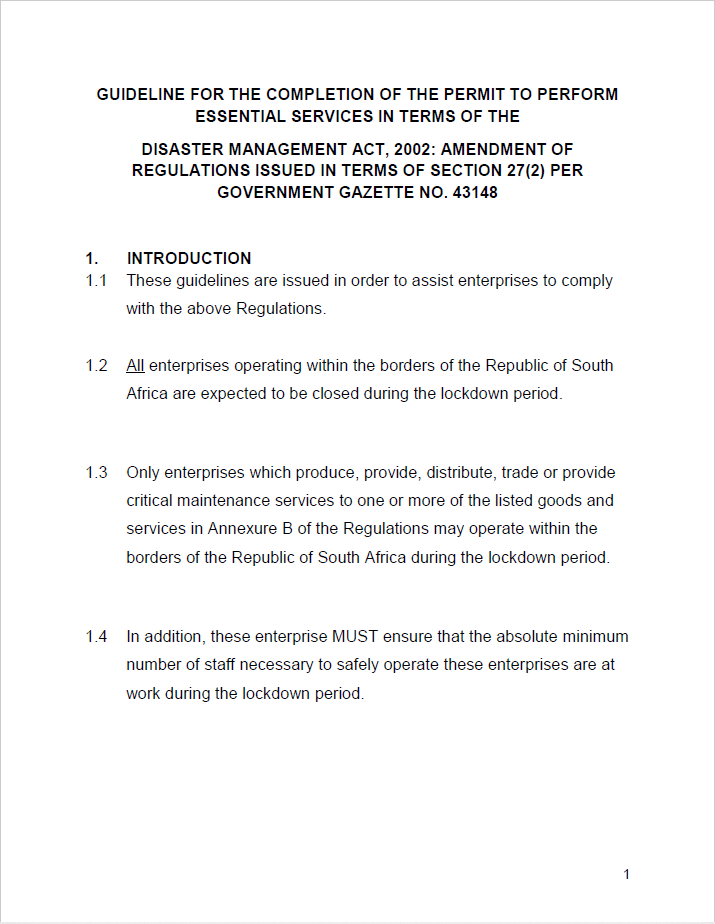 GUIDELINE FOR THE COMPLETION OF THE PERMIT TO PERFORM
ESSENTIAL SERVICES IN TERMS OF THE
DISASTER MANAGEMENT ACT, 2002: AMENDMENT OF
REGULATIONS ISSUED IN TERMS OF SECTION 27(2) PER
GOVERNMENT GAZETTE NO. 43148
1. INTRODUCTION
1.1 These guidelines are issued in order to assist enterprises to comply
with the above Regulations.
1.2 All enterprises operating within the borders of the Republic of South
Africa are expected to be closed during the lockdown period.
1.3 Only enterprises which produce, provide, distribute, trade or provide
critical maintenance services to one or more of the listed goods and
services in Annexure B of the Regulations may operate within the
borders of the Republic of South Africa during the lockdown period.
1.4 In addition, these enterprise MUST ensure that the absolute minimum
number of staff necessary to safely operate these enterprises are at
work during the lockdown period.
1